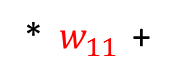 * w₁₁ +